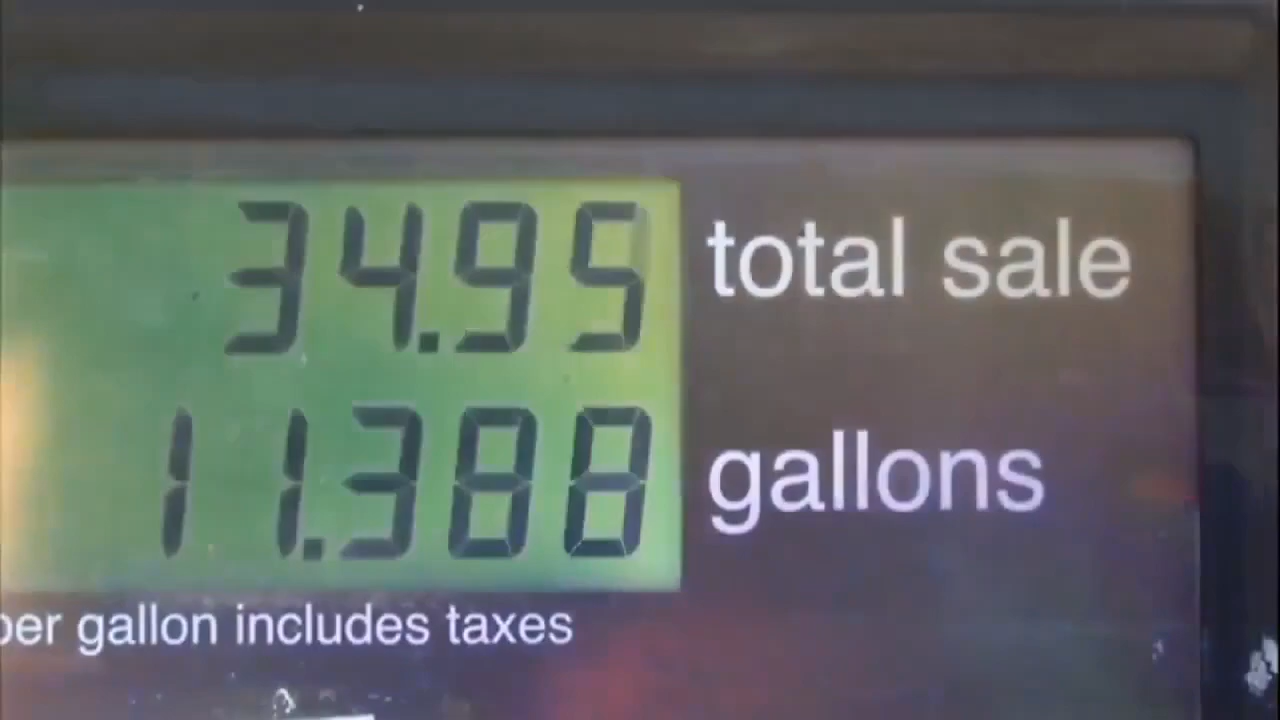 34.95 total sale
11.388 gallons
per gallon includes taxes